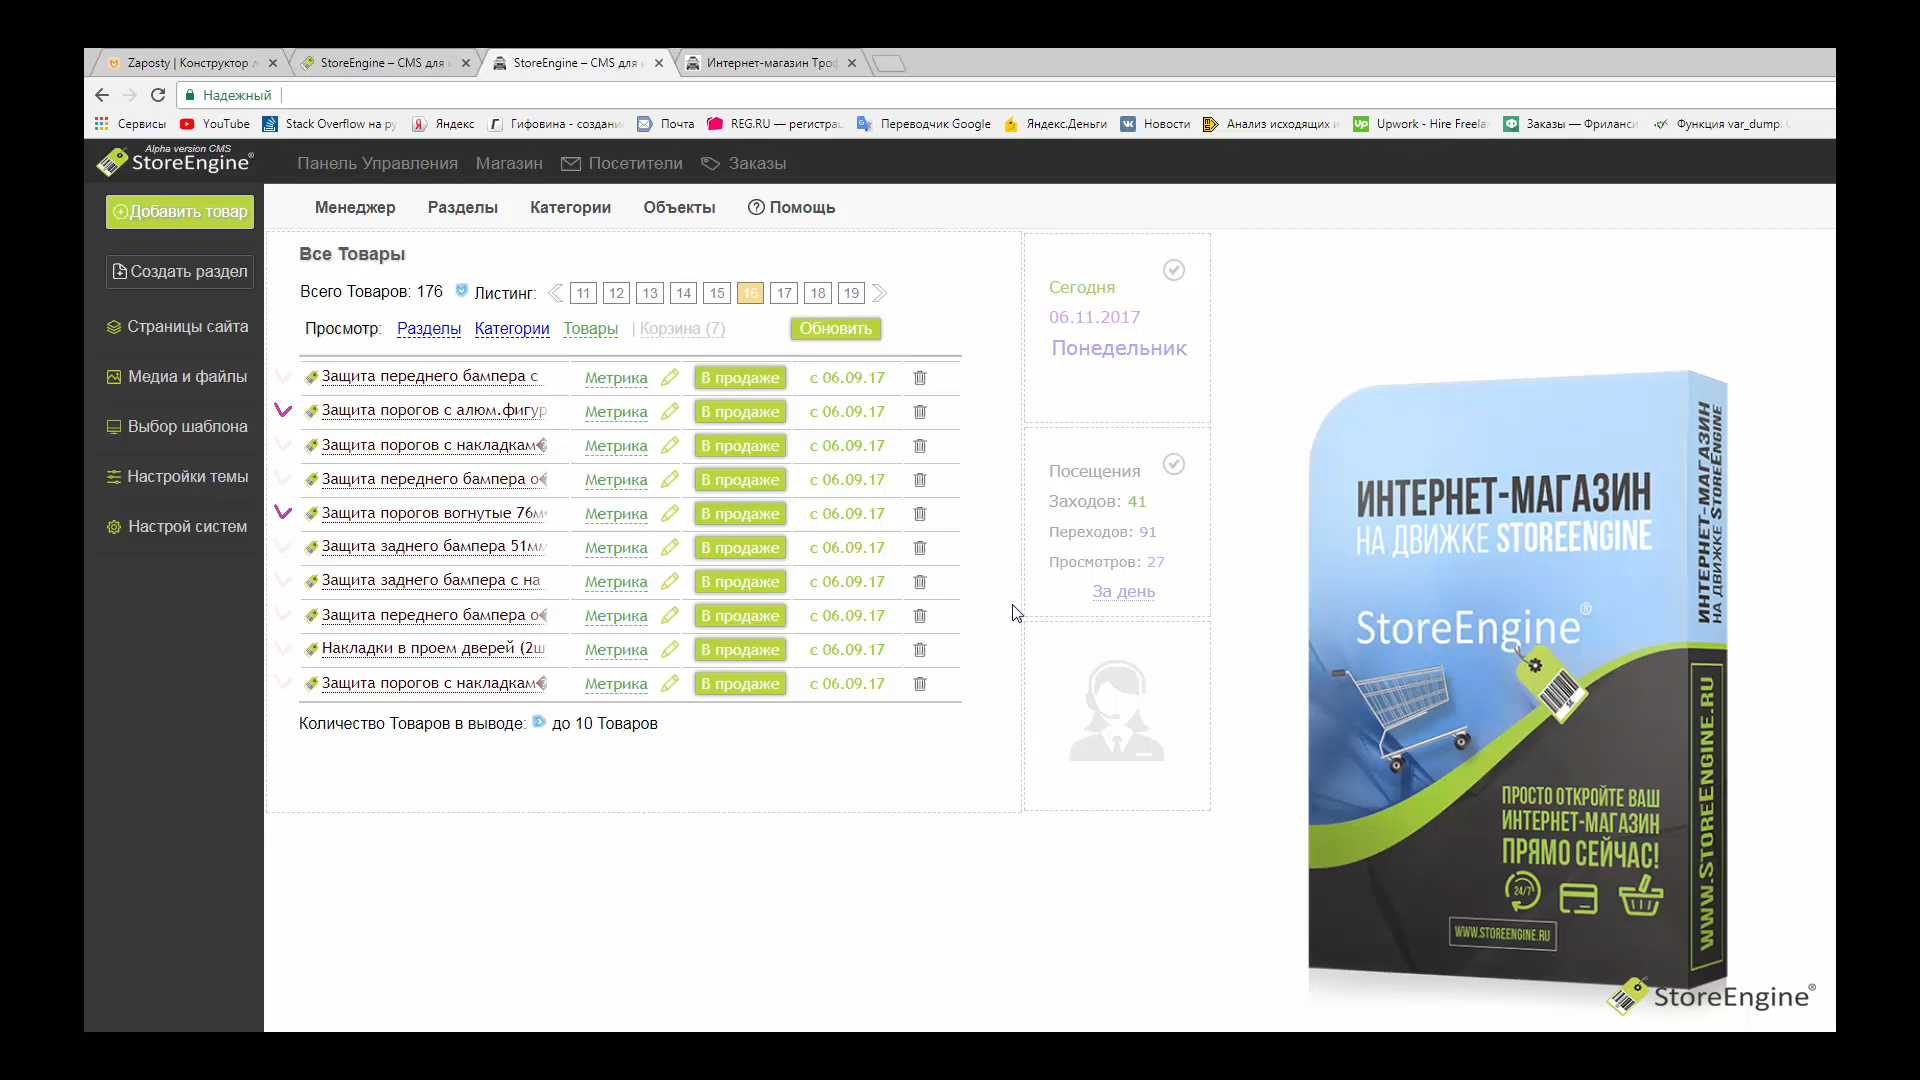 Zaposty | Конструктор л
StoreEngine – CMS для
StoreEngine – CMS для
Интернет-магазин Троф
Надежный
Сервисы YouTube Stack Overflow на ру Яндекс Гифовина - создани Почта REG.RU — регистрац Переводчик Google Яндекс.Деньги Новости Анализ исходящих и Upwork - Hire Freela Заказы — Фриланси Функция var_dump.
Alpha version CMS
StoreEngine®
Панель Управления Магазин Посетители Заказы
Добавить товар
Создать раздел
Страницы сайта
Медиа и файлы
Выбор шаблона
Настройки темы
Настрой систем
Менеджер Разделы Категории Объекты Помощь
Все Товары
Всего Товаров: 176 Листинг: 11 12 13 14 15 16 17 18 19
Просмотр: Разделы Категории Товары | Корзина (7) Обновить
Защита переднего бампера с Метрика В продаже с 06.09.17
Защита порогов с алюм.фигур Метрика В продаже с 06.09.17
Защита порогов с накладкам� Метрика В продаже с 06.09.17
Защита переднего бампера о� Метрика В продаже с 06.09.17
Защита порогов вогнутые 76м Метрика В продаже с 06.09.17
Защита заднего бампера 51мм Метрика В продаже с 06.09.17
Защита заднего бампера с на Метрика В продаже с 06.09.17
Защита переднего бампера о� Метрика В продаже с 06.09.17
Накладки в проем дверей (2ш Метрика В продаже с 06.09.17
Защита порогов с накладкам� Метрика В продаже с 06.09.17
Количество Товаров в выводе: до 10 Товаров
Сегодня
06.11.2017
Понедельник
Посещения
Заходов: 41
Переходов: 91
Просмотров: 27
За день
ИНТЕРНЕТ-МАГАЗИН
НА ДВИЖКЕ STOREENGINE
StoreEngine®
ПРОСТО ОТКРОЙТЕ ВАШ
ИНТЕРНЕТ-МАГАЗИН
ПРЯМО СЕЙЧАС!
24/7
WWW.STOREENGINE.RU
ИНТЕРНЕТ-МАГАЗИН
НА ДВИЖКЕ STOREENGINE
WWW.STOREENGINE.RU
StoreEngine®